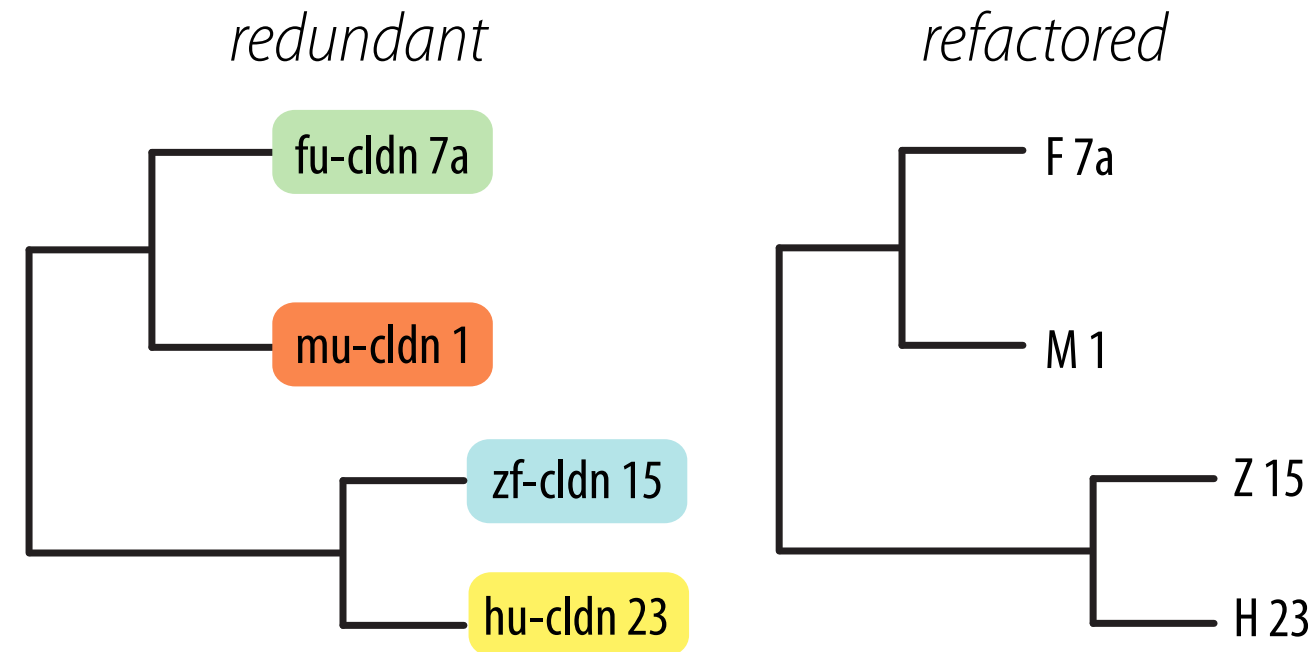 redundant
fu-cldn 7a
mu-cldn 1
zf-cldn 15
hu-cldn 23
refactored
F 7a
M 1
Z 15
H 23